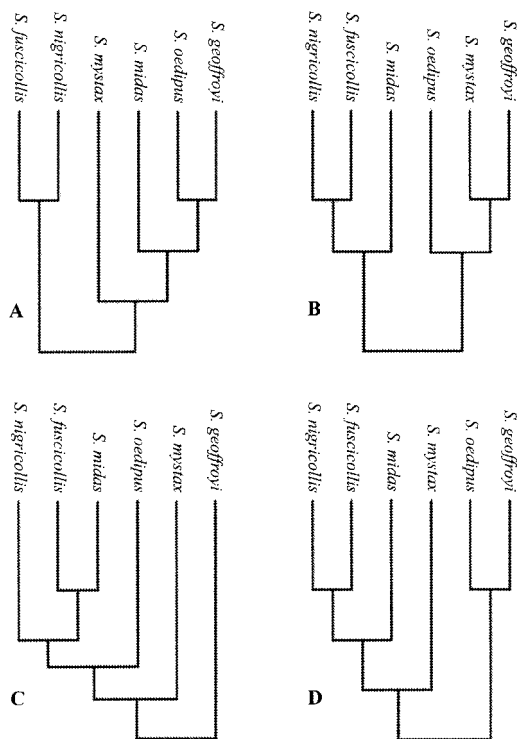 S. fuscicollis
S. nigricollis
S. mystax
S. midas
S. oedipus
S. geoffroyi
A
S. nigricollis
S. fuscicollis
S. midas
S. oedipus
S. mystax
S. geoffroyi
B
S. nigricollis
S. fuscicollis
S. midas
S. oedipus
S. mystax
S. geoffroyi
C
S. nigricollis
S. fuscicollis
S. midas
S. mystax
S. oedipus
S. geoffroyi
D